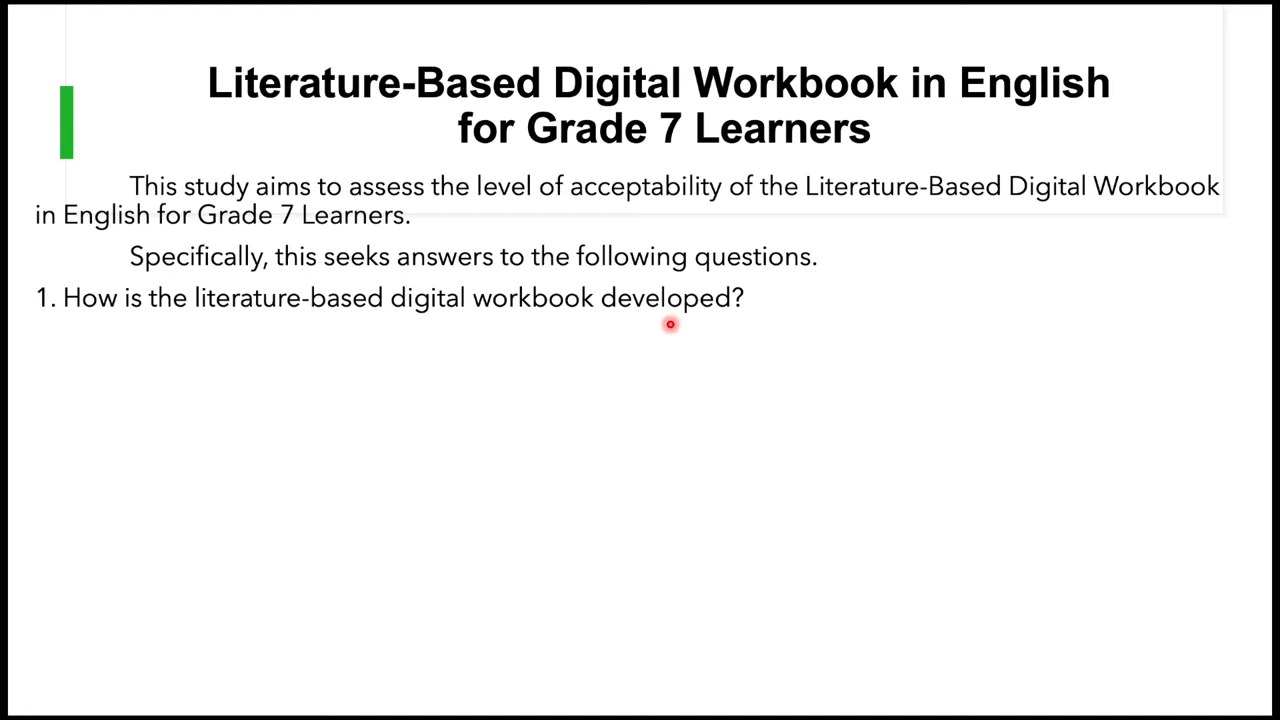 Literature-Based Digital Workbook in English
for Grade 7 Learners
This study aims to assess the level of acceptability of the Literature-Based Digital Workbook
in English for Grade 7 Learners.
Specifically, this seeks answers to the following questions.
1. How is the literature-based digital workbook developed?